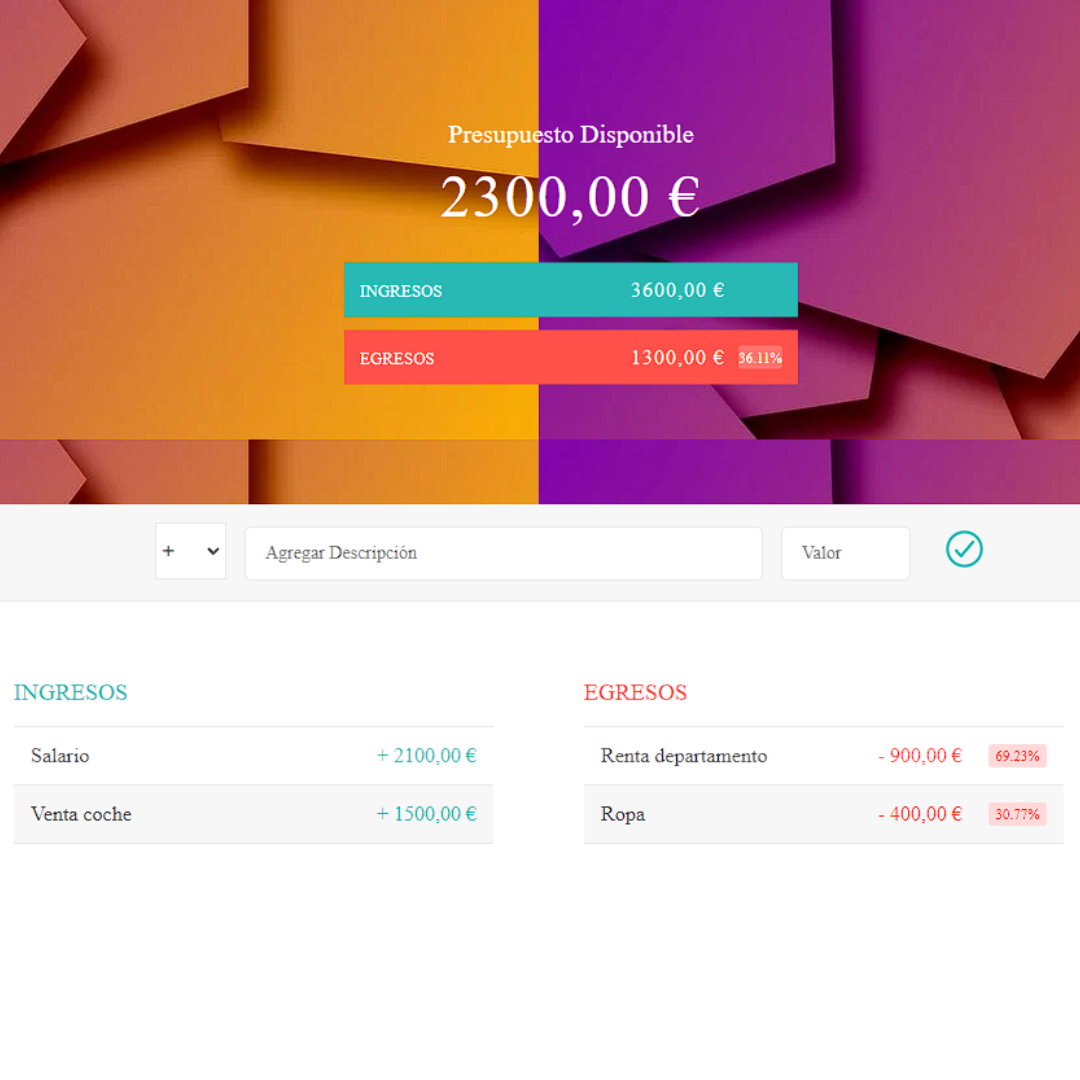 Presupuesto Disponible
2300,00 €
INGRESOS 3600,00 €
EGRESOS 1300,00 € 36.11%
+ Agregar Descripción Valor
INGRESOS
Salario + 2100,00 €
Venta coche + 1500,00 €
EGRESOS
Renta departamento - 900,00 € 69.23%
Ropa - 400,00 € 30.77%